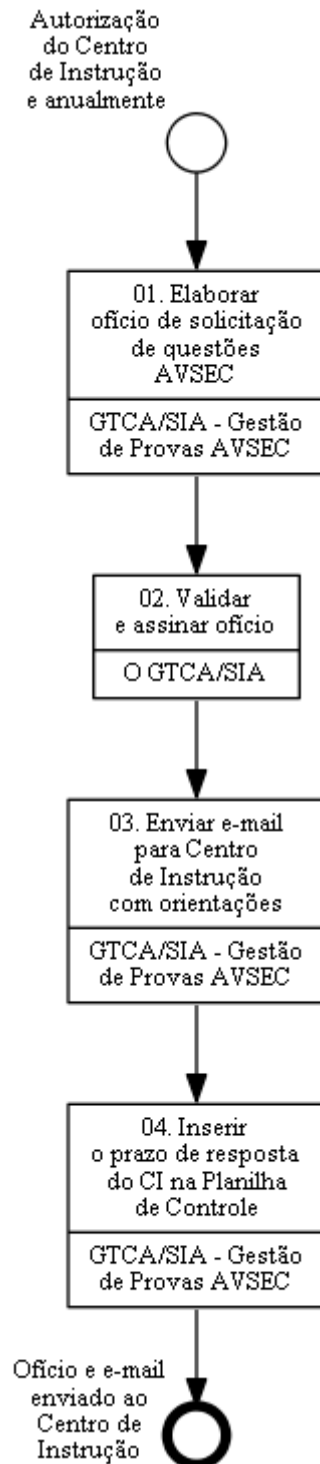 Autorização
do Centro
de Instrução
e anualmente
01. Elaborar
ofício de solicitação
de questões
AVSEC
GTCA/SIA - Gestão
de Provas AVSEC
02. Validar
e assinar ofício
O GTCA/SIA
03. Enviar e-mail
para Centro
de Instrução
com orientações
GTCA/SIA - Gestão
de Provas AVSEC
04. Inserir
o prazo de resposta
do CI na Planilha
de Controle
GTCA/SIA - Gestão
de Provas AVSEC
Ofício e e-mail
enviado ao
Centro de
Instrução